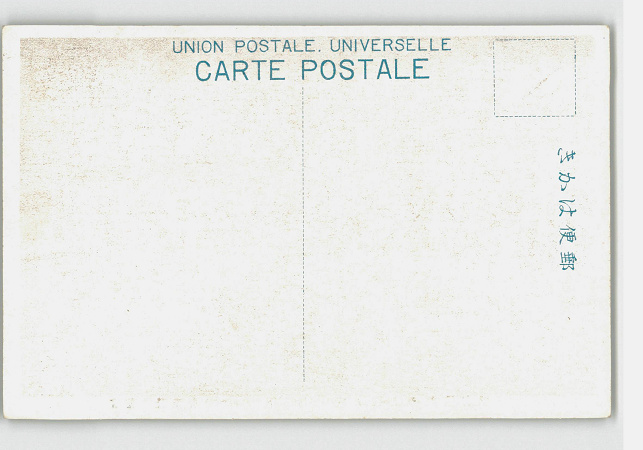 UNION POSTALE. UNIVERSELLE
CARTE POSTALE
郵便はかき